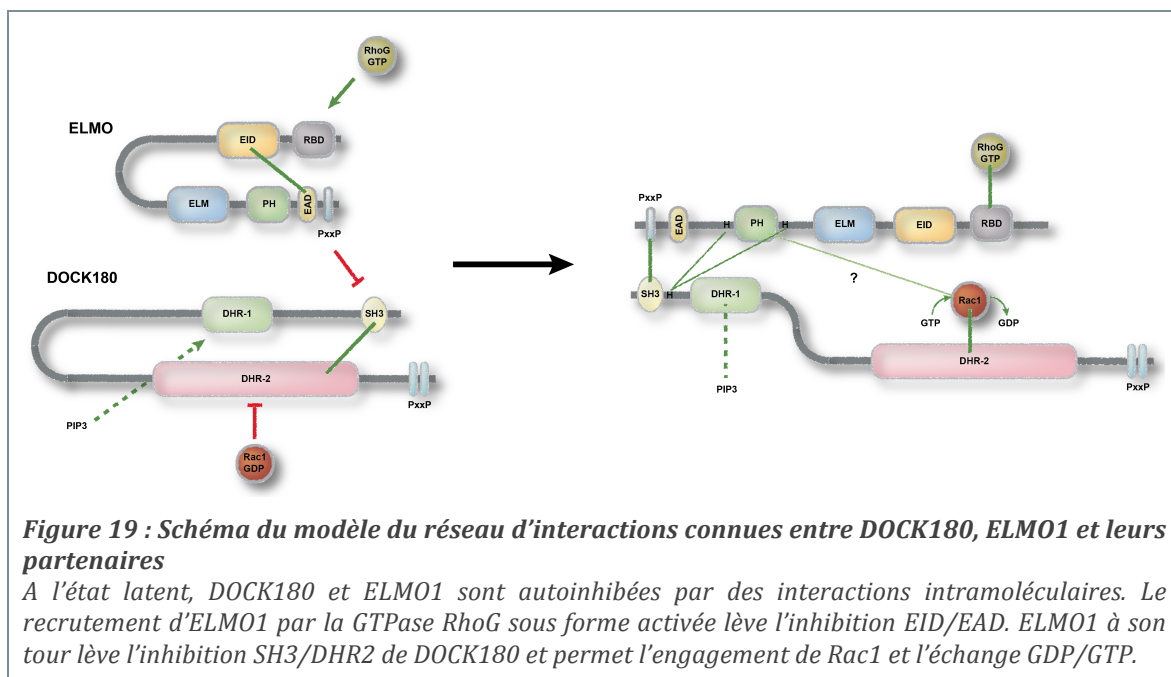 RhoG
GTP
ELMO
EID
RBD
ELM
PH
EAD
PxxP
DOCK180
DHR-1
SH3
DHR-2
PxxP
PIP3
Rac1
GDP
RhoG
GTP
PxxP
EAD
H
PH
H
ELM
EID
RBD
?
SH3
H
DHR-1
Rac1
GTP
GDP
DHR-2
PxxP
PIP3
Figure 19 : Schéma du modèle du réseau d'interactions connues entre DOCK180, ELMO1 et leurs
partenaires
A l'état latent, DOCK180 et ELMO1 sont autoinhibées par des interactions intramoléculaires. Le
recrutement d'ELMO1 par la GTPase RhoG sous forme activée lève l'inhibition EID/EAD. ELMO1 à son
tour lève l'inhibition SH3/DHR2 de DOCK180 et permet l'engagement de Rac1 et l'échange GDP/GTP.